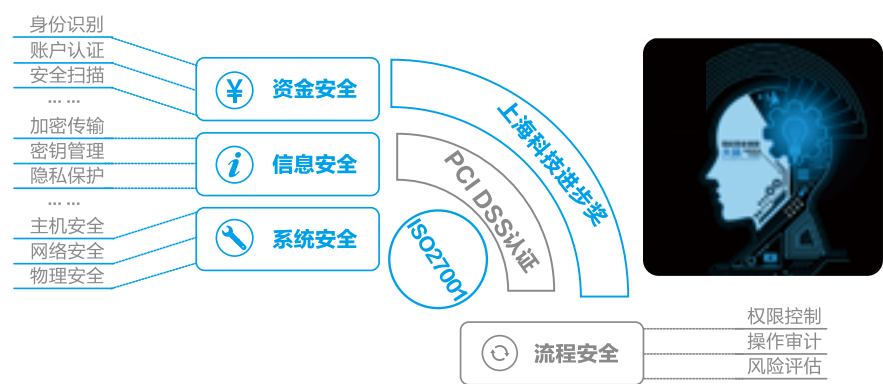 身份识别
账户认证
安全扫描
... ...
资金安全
加密传输
密钥管理
隐私保护
... ...
信息安全
主机安全
网络安全
物理安全
系统安全
上海科技进步奖
PCI DSS认证
ISO27001
流程安全
权限控制
操作审计
风险评估